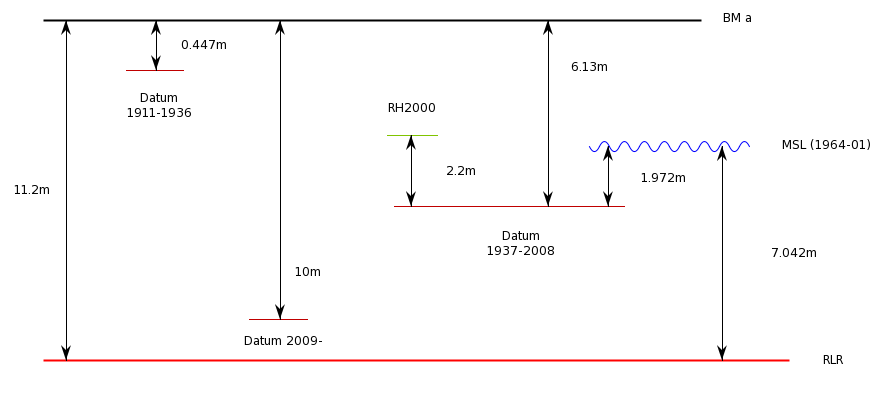 BM a
0.447m
6.13m
Datum
1911-1936
RH2000
MSL (1964-01)
2.2m
1.972m
11.2m
Datum
1937-2008
7.042m
10m
Datum 2009-
RLR